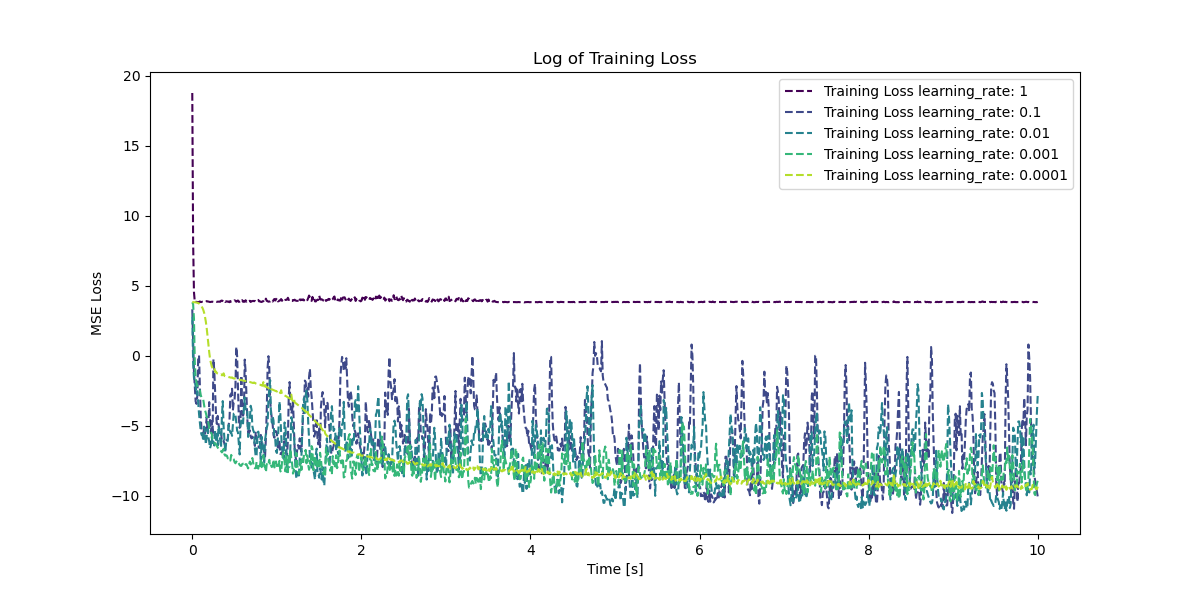 Log of Training Loss
20
15
10
5
0
−5
−10
MSE Loss
Training Loss learning_rate: 1
Training Loss learning_rate: 0.1
Training Loss learning_rate: 0.01
Training Loss learning_rate: 0.001
Training Loss learning_rate: 0.0001
0 2 4 6 8 10
Time [s]